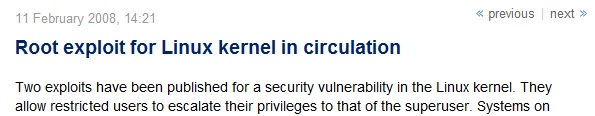 11 February 2008, 14:21
« previous | next »
Root exploit for Linux kernel in circulation
Two exploits have been published for a security vulnerability in the Linux kernel. They
allow restricted users to escalate their privileges to that of the superuser. Systems on